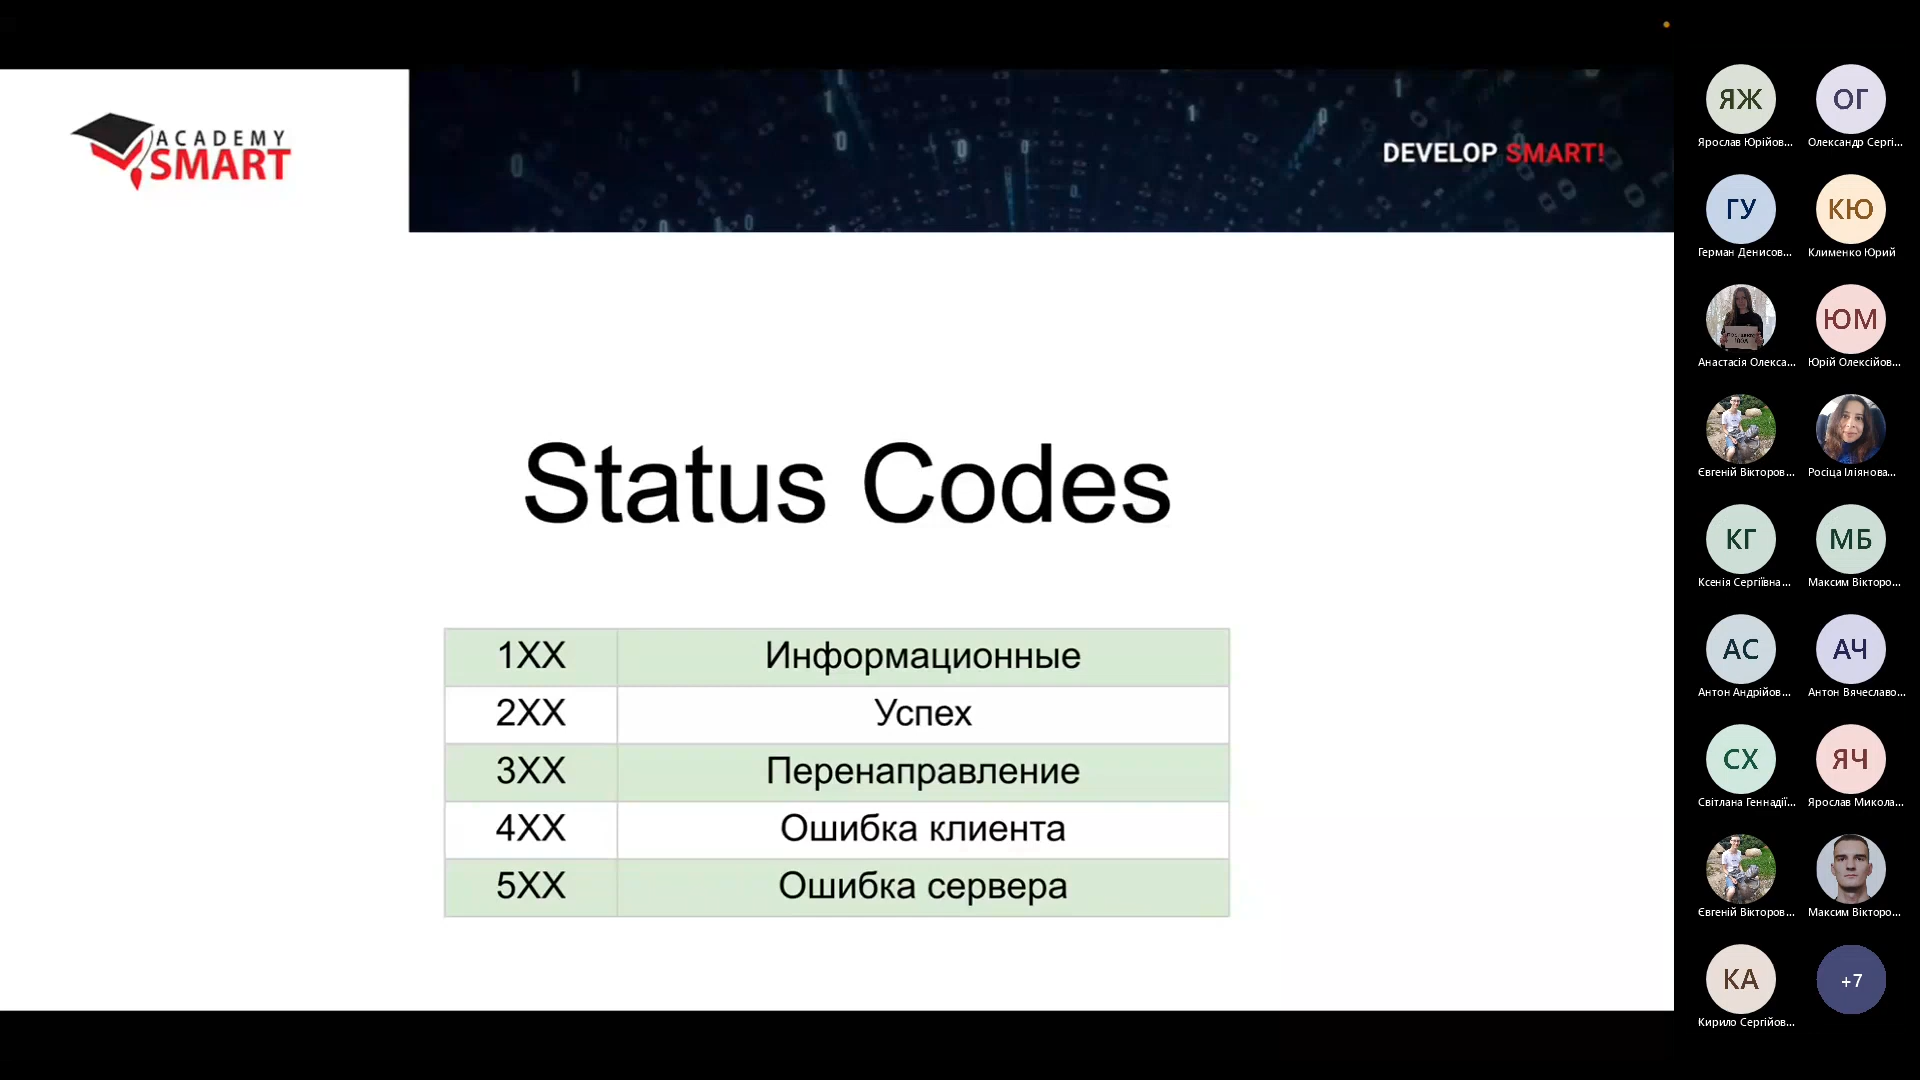 ACADEMY
SMART
DEVELOP SMART!
Status Codes
1XX Информационные
2XX Успех
3XX Перенаправление
4XX Ошибка клиента
5XX Ошибка сервера
ЯЖ ОГ
Ярослав Юрійов... Олександр Сергі...
ГУ КЮ
Герман Денисов... Клименко Юрий
ЮМ
Анастасія Олекса... Юрій Олексійов...
Євгеній Вікторов... Росіца Іліянова...
КГ МБ
Ксенія Сергіївна... Максим Вікторо...
АС АЧ
Антон Андрійов... Антон Вячеславо...
СХ ЯЧ
Світлана Геннадії... Ярослав Микола...
Євгеній Вікторов... Максим Вікторо...
КА +7
Кирило Сергійов...